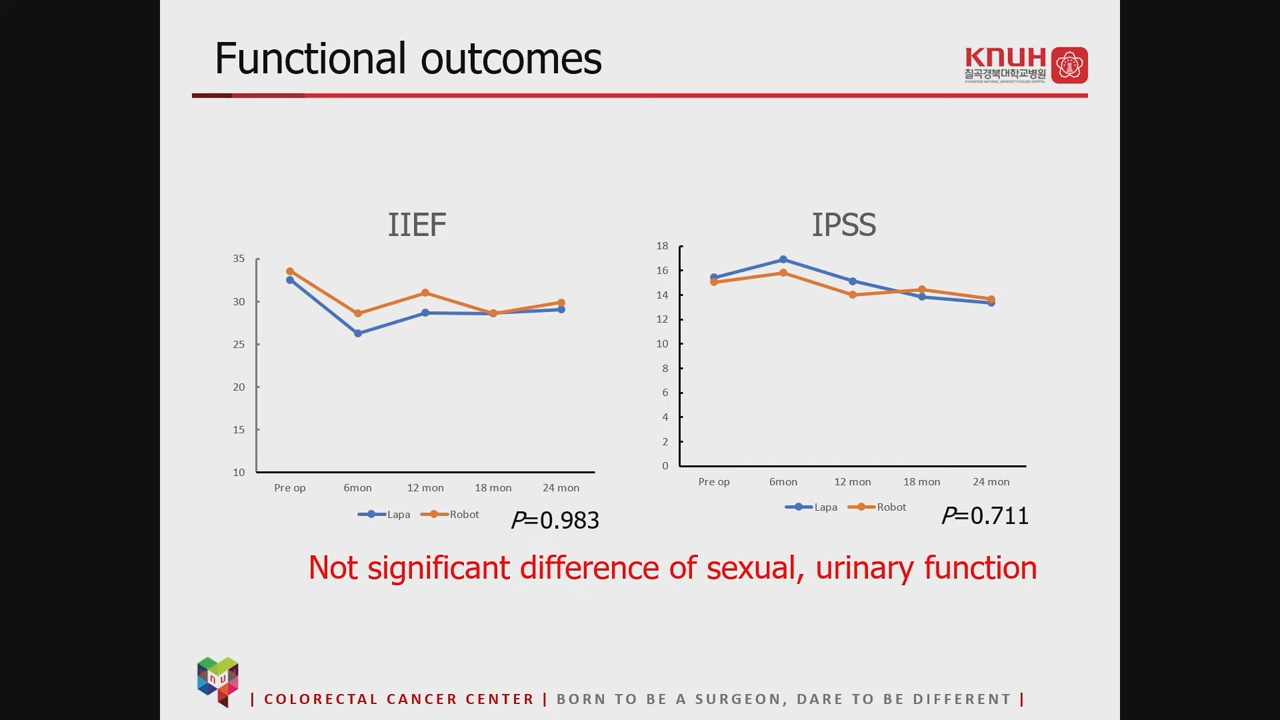 Functional outcomes
KNUH
칠곡경북대학교병원
IIEF
35
30
25
20
15
10
Pre op 6mon 12 mon 18 mon 24 mon
Lapa Robot
P=0.983
IPSS
18
16
14
12
10
8
6
4
2
0
Pre op 6mon 12 mon 18 mon 24 mon
Lapa Robot
P=0.711
Not significant difference of sexual, urinary function
| COLORECTAL CANCER CENTER | BORN TO BE A SURGEON, DARE TO BE DIFFERENT |